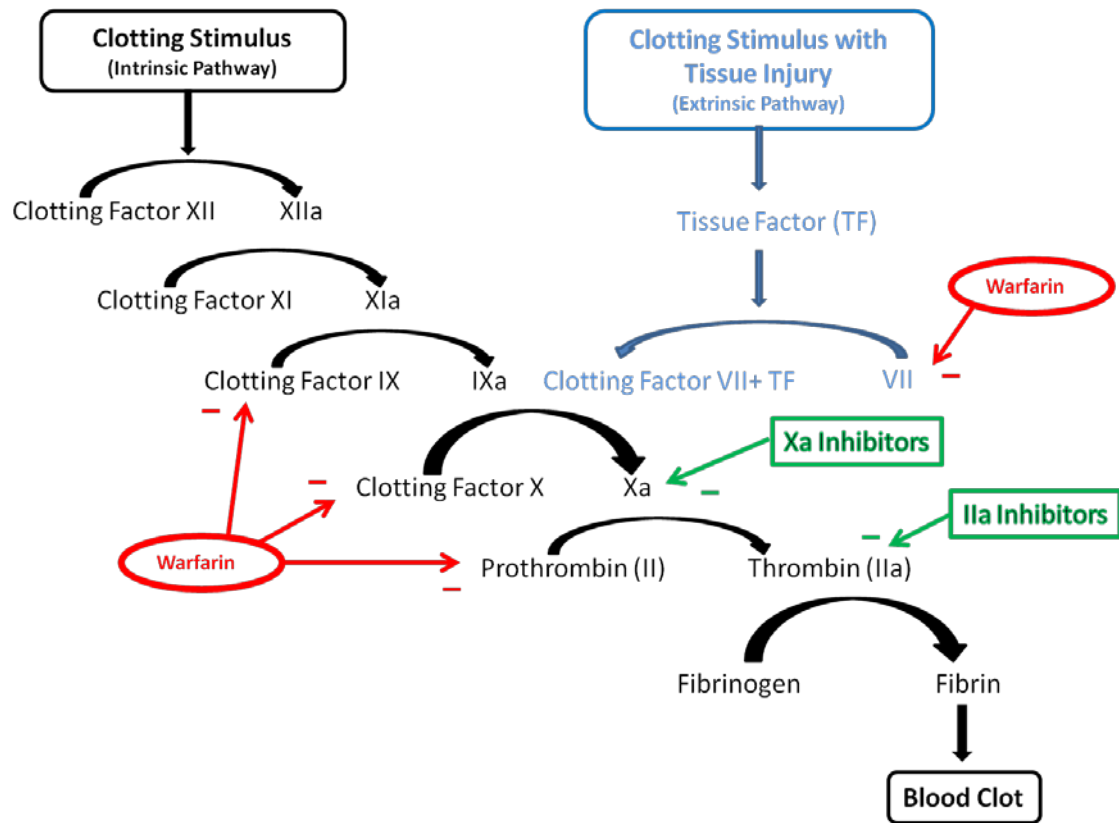 Clotting Stimulus
(Intrinsic Pathway)
Clotting Stimulus with
Tissue Injury
(Extrinsic Pathway)
Clotting Factor XII XIIa
Tissue Factor (TF)
Clotting Factor XI XIa
Warfarin
Clotting Factor IX IXa
Clotting Factor VII+ TF VII
–
–
Xa Inhibitors
–
Clotting Factor X Xa
–
IIa Inhibitors
–
Warfarin
–
Prothrombin (II) Thrombin (IIa)
Fibrinogen Fibrin
Blood Clot